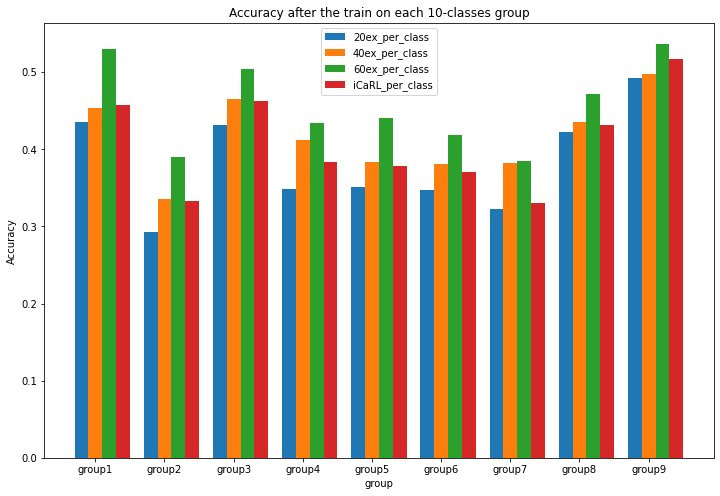 Accuracy after the train on each 10-classes group
20ex_per_class
40ex_per_class
60ex_per_class
iCaRL_per_class
Accuracy
0.5
0.4
0.3
0.2
0.1
0.0
group1 group2 group3 group4 group5 group6 group7 group8 group9
group